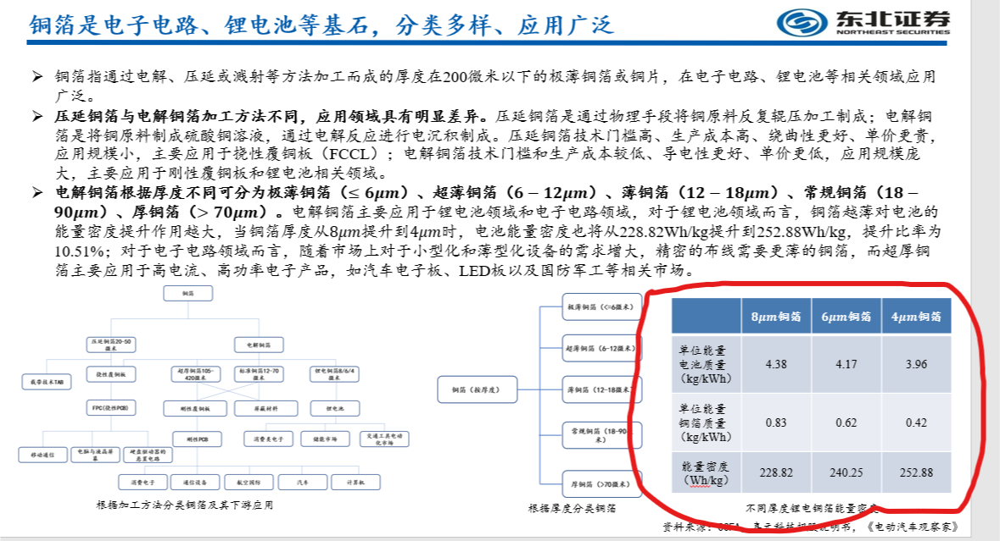 铜箔是电子电路、锂电池等基石，分类多样、应用广泛
东北证券
NORTHEAST SECURITIES
➢ 铜箔指通过电解、压延或溅射等方法加工而成的厚度在200微米以下的极薄铜箔或铜片，在电子电路、锂电池等相关领域应用
广泛。
➢ 压延铜箔与电解铜箔加工方法不同，应用领域具有明显差异。压延铜箔是通过物理手段将铜原料反复辊压加工制成；电解铜
箔是将铜原料制成硫酸铜溶液，通过电解反应进行电沉积制成。压延铜箔技术门槛高、生产成本高、绕曲性更好、单价更贵，
应用规模小，主要应用于挠性覆铜板（FCCL）；电解铜箔技术门槛和生产成本较低、导电性更好、单价更低，应用规模庞
大，主要应用于刚性覆铜板和锂电池相关领域。
➢ 电解铜箔根据厚度不同可分为极薄铜箔（≤ 6μm）、超薄铜箔（6 − 12μm）、薄铜箔（12 − 18μm）、常规铜箔（18 −
90μm）、厚铜箔（> 70μm）。电解铜箔主要应用于锂电池领域和电子电路领域，对于锂电池领域而言，铜箔越薄对电池的
能量密度提升作用越大，当铜箔厚度从8μm提升到4μm时，电池能量密度也将从228.82Wh/kg提升到252.88Wh/kg，提升比率为
10.51%；对于电子电路领域而言，随着市场上对于小型化和薄型化设备的需求增大，精密的布线需要更薄的铜箔，而超厚铜
箔主要应用于高电流、高功率电子产品，如汽车电子板、LED板以及国防军工等相关市场。
铜箔
压延铜箔20-50
微米
电解铜箔
载带技术TAB
挠性覆铜板
超厚铜箔105-
420微米
标准铜箔12-70
微米
锂电铜箔8/6/4
微米
FPC(挠性PCB)
刚性覆铜板
屏蔽材料
锂电池
刚性PCB
消费类电子
储能市场
交通工具电动
化市场
移动通信
电脑与液晶屏
幕
硬盘驱动器的
悬置电路
消费电子
通信设备
航空国防
汽车
计算机
根据加工方法分类铜箔及其下游应用
铜箔（按厚度）
极薄铜箔（<=6微米）
超薄铜箔（6-12微米）
薄铜箔（12-18微米）
常规铜箔（18-90
米）
厚铜箔（>70微米）
根据厚度分类铜箔
8μm铜箔 6μm铜箔 4μm铜箔
单位能量
电池质量
（kg/kWh）
4.38 4.17 3.96
单位能量
铜箔质量
（kg/kWh）
0.83 0.62 0.42
能量密度
（Wh/kg）
228.82 240.25 252.88
不同厚度锂电铜箔能量密度
资料来源：《电动汽车观察家》